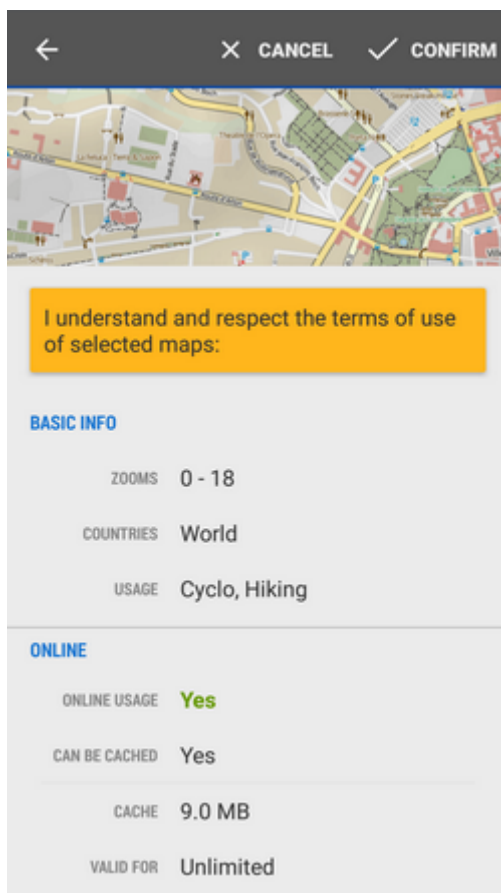 CANCEL CONFIRM
I understand and respect the terms of use
of selected maps:
BASIC INFO
ZOOMS 0 - 18
COUNTRIES World
USAGE Cyclo, Hiking
ONLINE
ONLINE USAGE Yes
CAN BE CACHED Yes
CACHE 9.0 MB
VALID FOR Unlimited